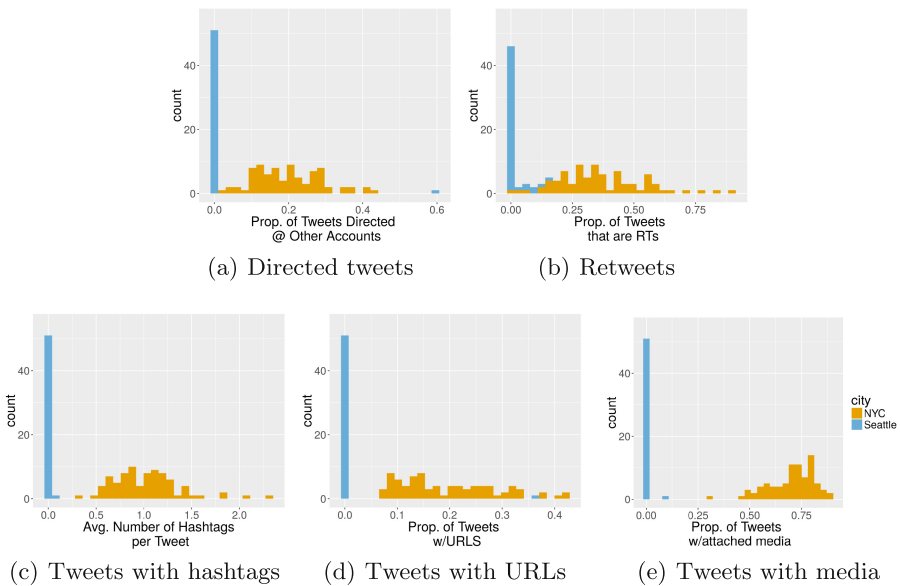 count
40
20
0
0.0 0.2 0.4 0.6
Prop. of Tweets Directed
@ Other Accounts
(a) Directed tweets
count
40
20
0
0.00 0.25 0.50 0.75
Prop. of Tweets
that are RTs
(b) Retweets
count
40
20
0
0.0 0.5 1.0 1.5 2.0
Avg. Number of Hashtags
per Tweet
(c) Tweets with hashtags
count
40
20
0
0.0 0.1 0.2 0.3 0.4
Prop. of Tweets
w/URLS
(d) Tweets with URLs
count
40
20
0
0.00 0.25 0.50 0.75
Prop. of Tweets
w/attached media
(e) Tweets with media
city
NYC
Seattle